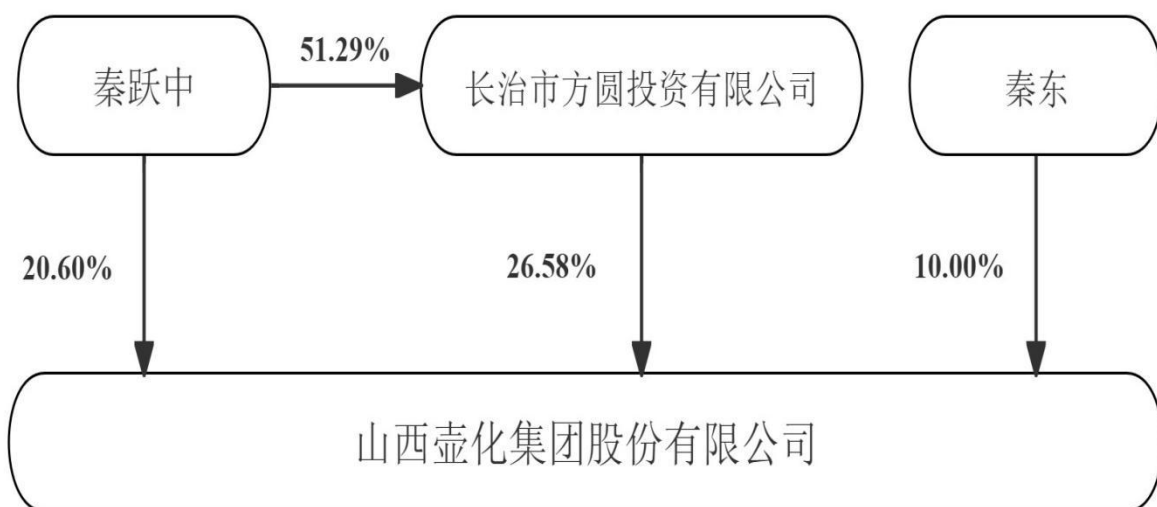 51.29%
秦跃中
长治市方圆投资有限公司
秦东
20.60%
26.58%
10.00%
山西壶化集团股份有限公司